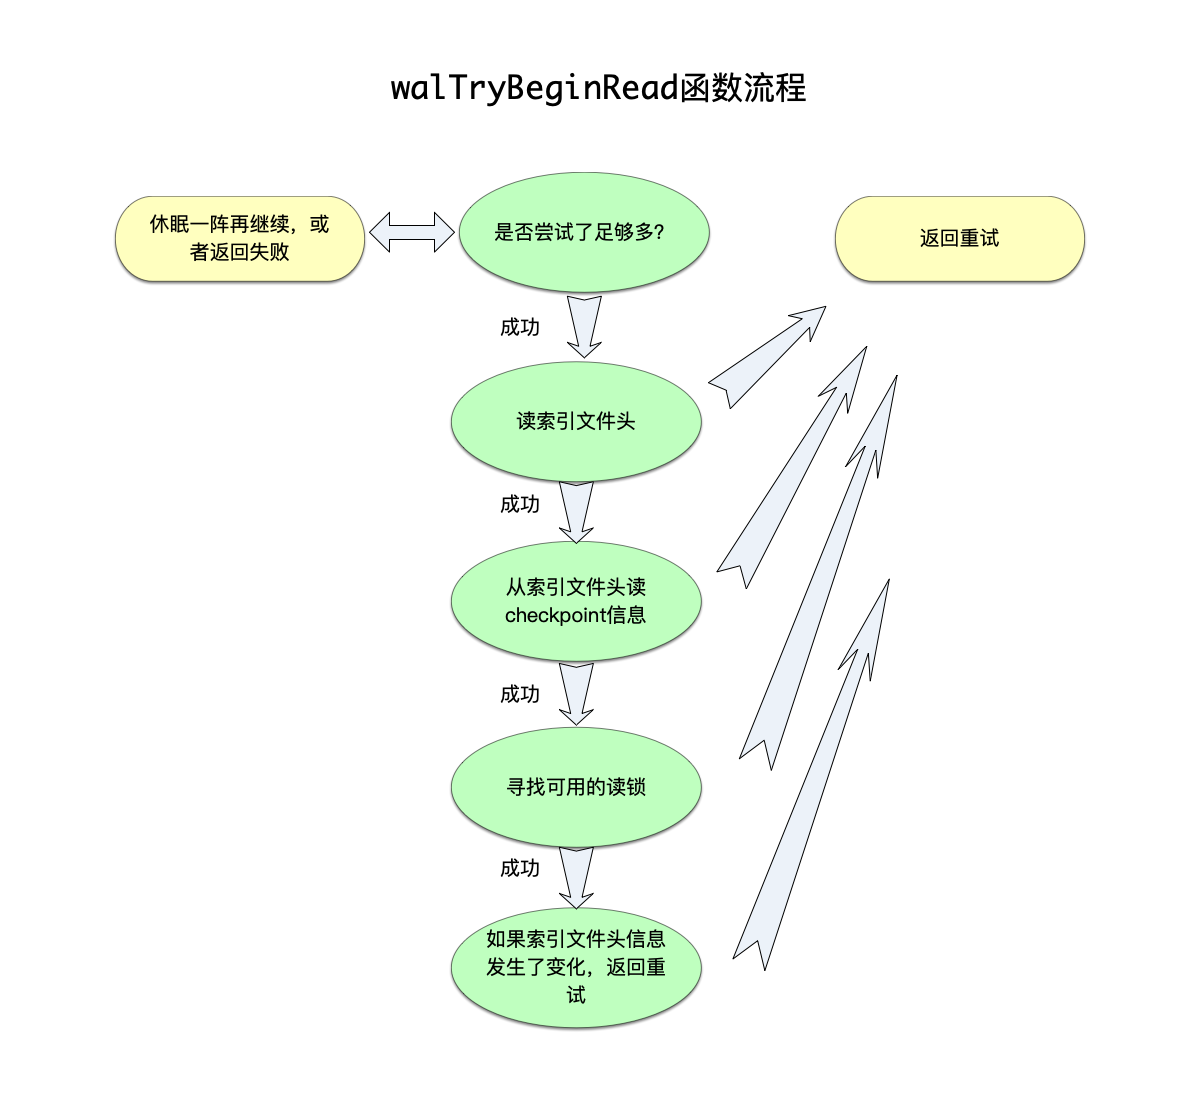 walTryBeginRead函数流程
休眠一阵再继续，或
者返回失败
是否尝试了足够多？
返回重试
成功
读索引文件头
成功
从索引文件头读
checkpoint信息
成功
寻找可用的读锁
成功
如果索引文件头信息
发生了变化，返回重
试